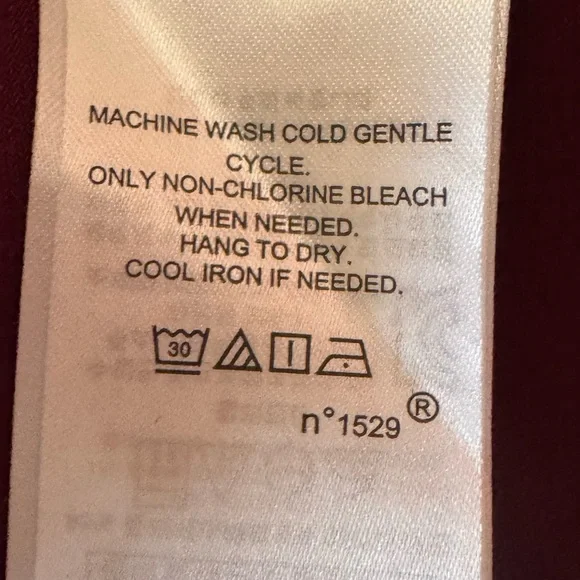 MACHINE WASH COLD GENTLE
CYCLE.
ONLY NON-CHLORINE BLEACH
WHEN NEEDED.
HANG TO DRY.
COOL IRON IF NEEDED.
30
n°1529®